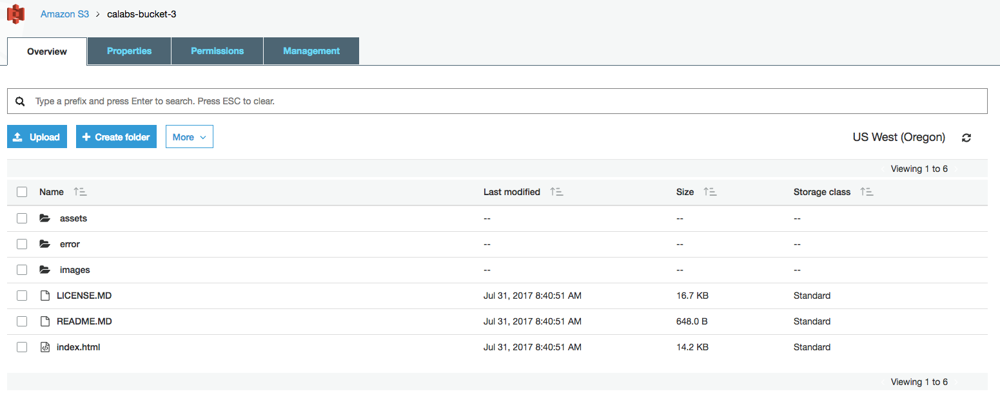 Amazon S3 > calabs-bucket-3
Overview Properties Permissions Management
Type a prefix and press Enter to search. Press ESC to clear.
Upload Create folder More US West (Oregon)
Viewing 1 to 6
Name Last modified Size Storage class
assets -- -- --
error -- -- --
images -- -- --
LICENSE.MD Jul 31, 2017 8:40:51 AM 16.7 KB Standard
README.MD Jul 31, 2017 8:40:51 AM 648.0 B Standard
index.html Jul 31, 2017 8:40:51 AM 14.2 KB Standard
Viewing 1 to 6